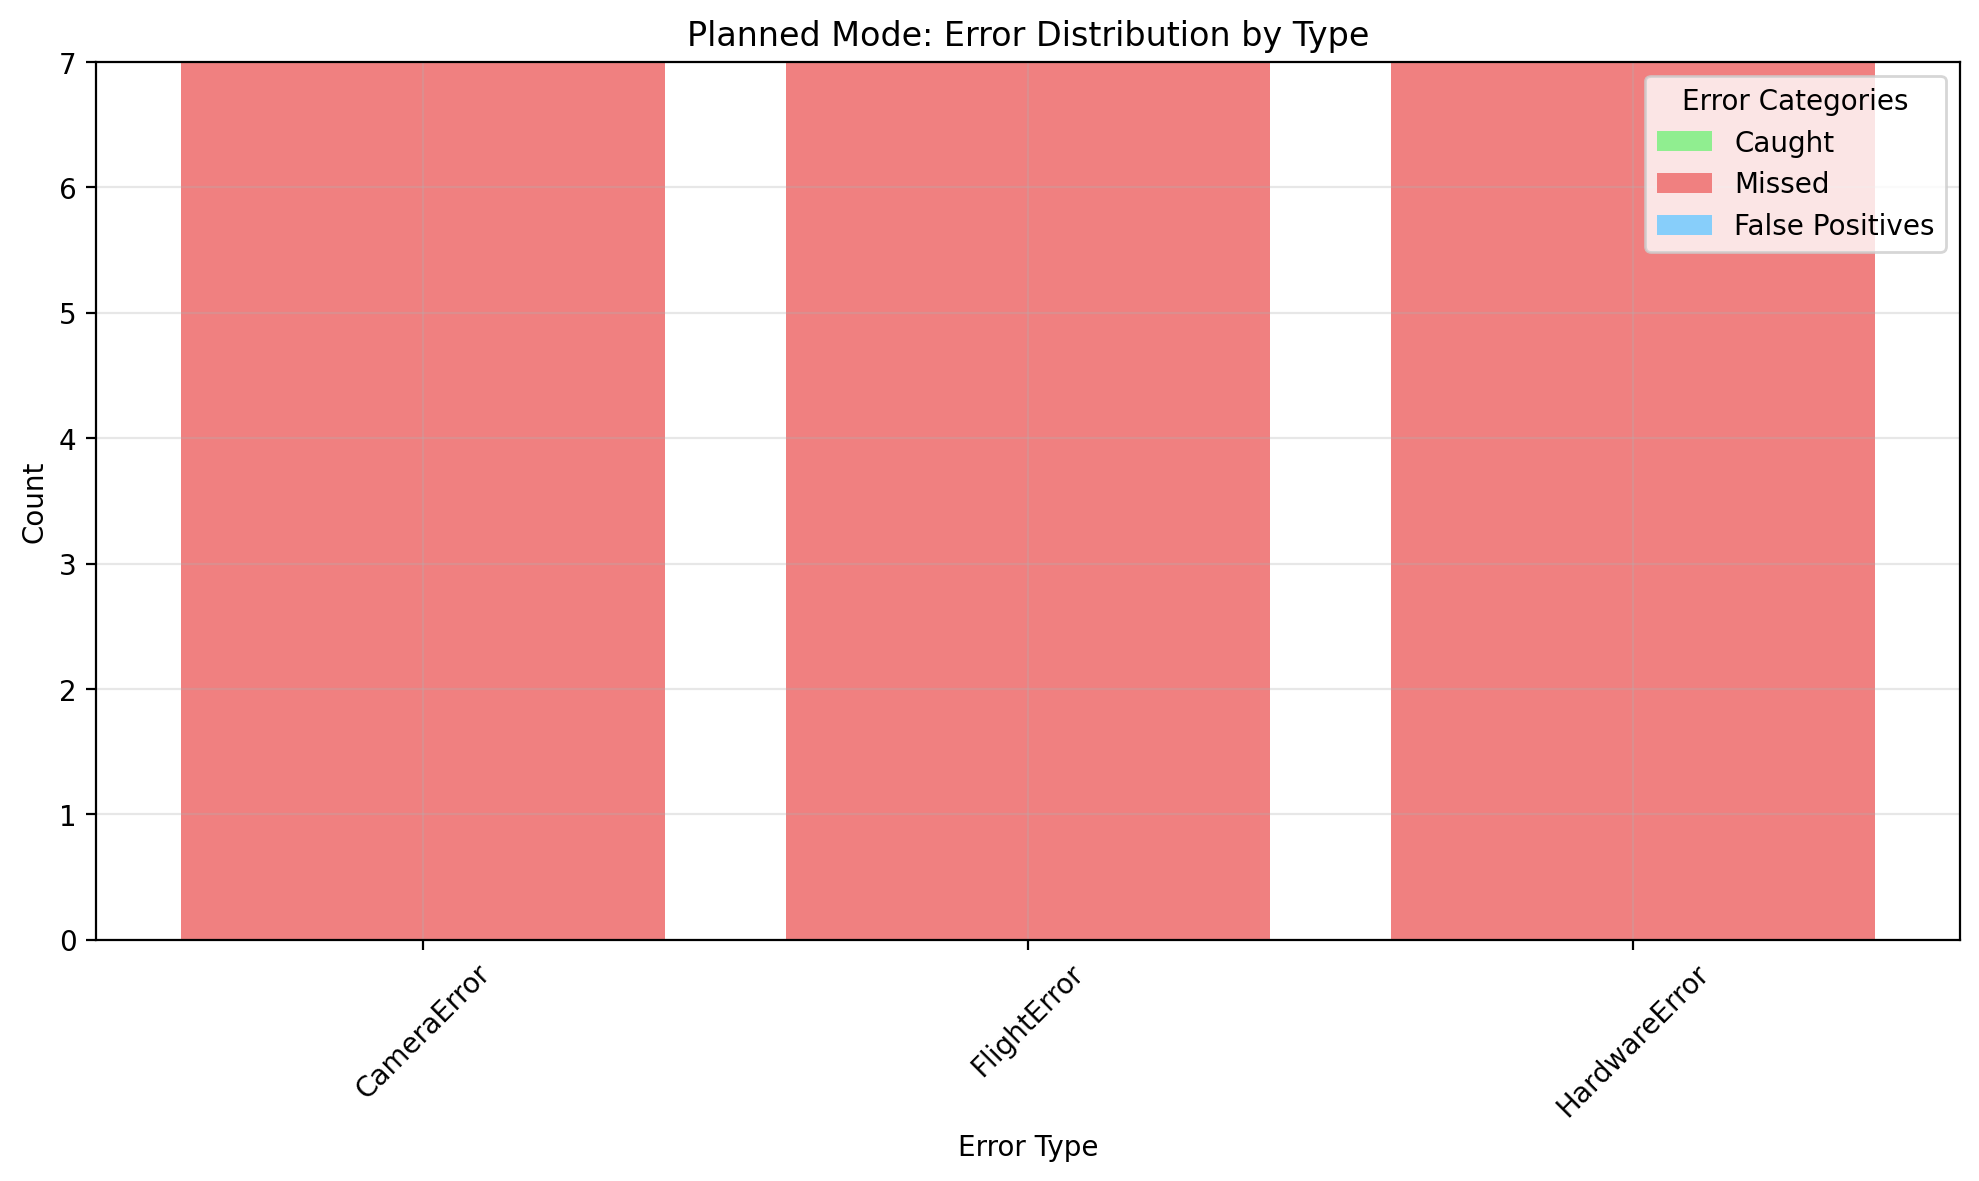 Planned Mode: Error Distribution by Type
7
6
5
4
3
2
1
0
Count
Error Categories
Caught
Missed
False Positives
CameraError
FlightError
HardwareError
Error Type